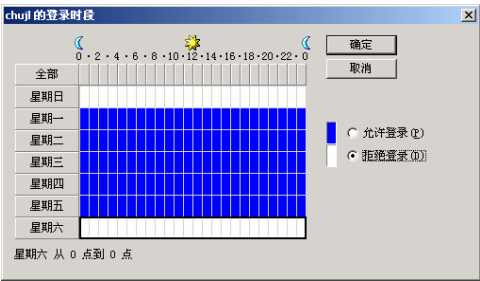 chujl 的登录时段
0 · 2 · 4 · 6 · 8 · 10 · 12 · 14 · 16 · 18 · 20 · 22 · 0
确定
取消
全部
星期日
星期一
星期二
星期三
星期四
星期五
星期六
允许登录(P)
拒绝登录(D)
星期六 从 0 点到 0 点